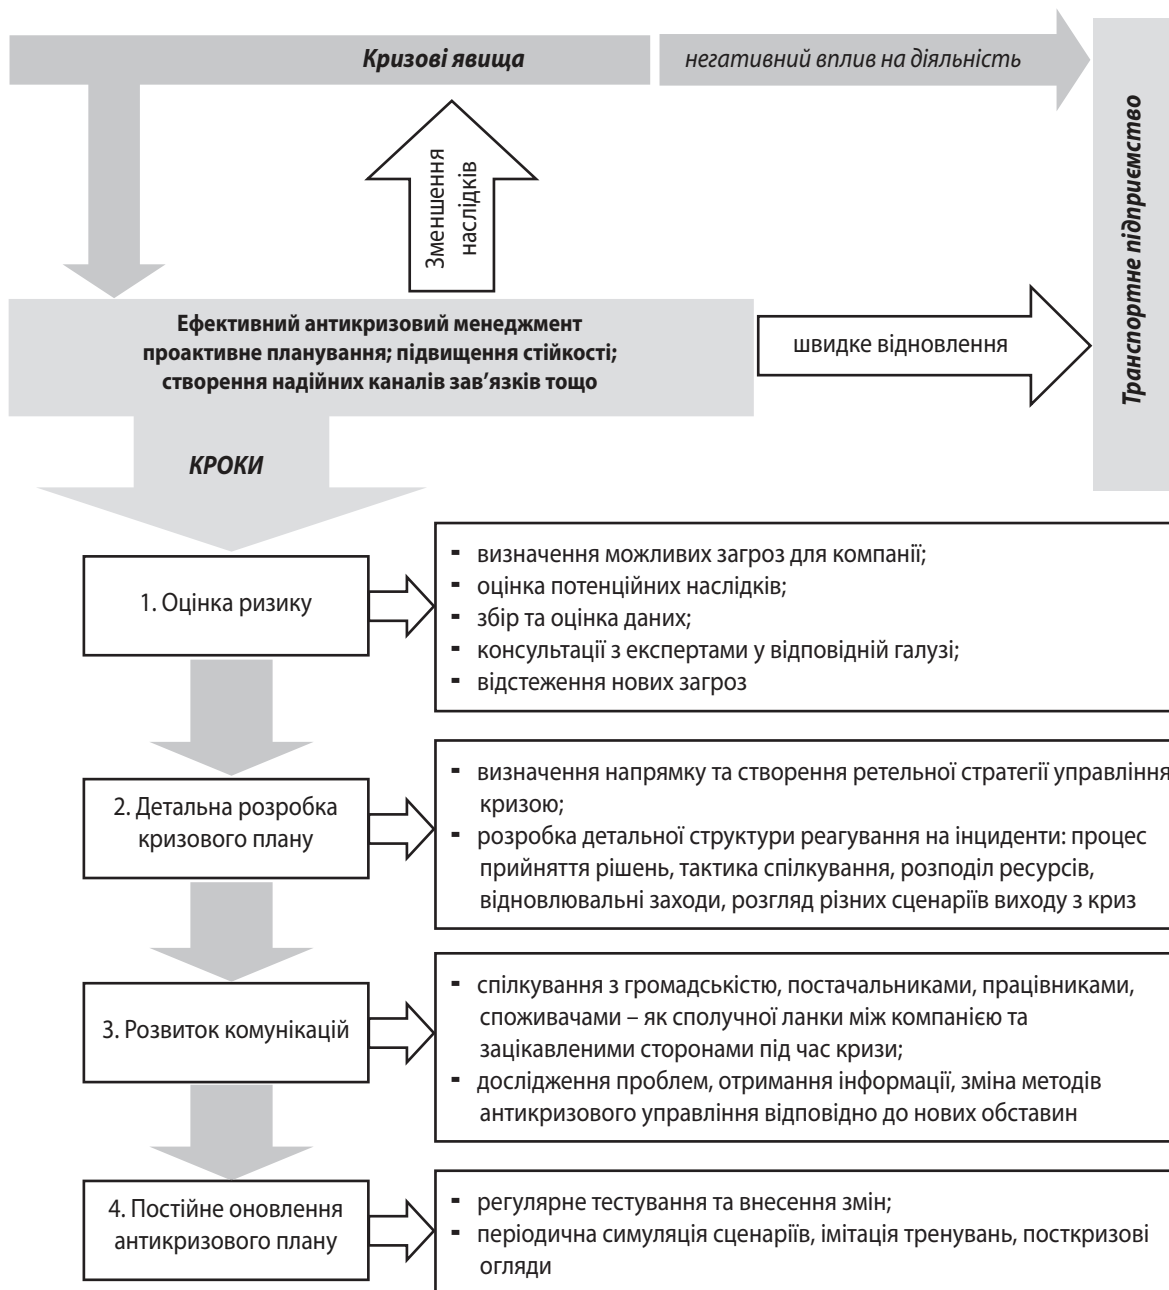 Кризові явища
негативний вплив на діяльність
Транспортне підприємство
Зменшення
наслідків
Ефективний антикризовий менеджмент
проактивне планування; підвищення стійкості;
створення надійних каналів зав’язків тощо
швидке відновлення
КРОКИ
1. Оцінка ризику
- визначення можливих загроз для компанії;
- оцінка потенційних наслідків;
- збір та оцінка даних;
- консультації з експертами у відповідній галузі;
- відстеження нових загроз
2. Детальна розробка
кризового плану
- визначення напрямку та створення ретельної стратегії управління
кризою;
- розробка детальної структури реагування на інциденти: процес
прийняття рішень, тактика спілкування, розподіл ресурсів,
відновлювальні заходи, розгляд різних сценаріїв виходу з криз
3. Розвиток комунікацій
- спілкування з громадськістю, постачальниками, працівниками,
споживачами – як сполучної ланки між компанією та
зацікавленими сторонами під час кризи;
- дослідження проблем, отримання інформації, зміна методів
антикризового управління відповідно до нових обставин
4. Постійне оновлення
антикризового плану
- регулярне тестування та внесення змін;
- періодична симуляція сценаріїв, імітація тренувань, посткризові
огляди